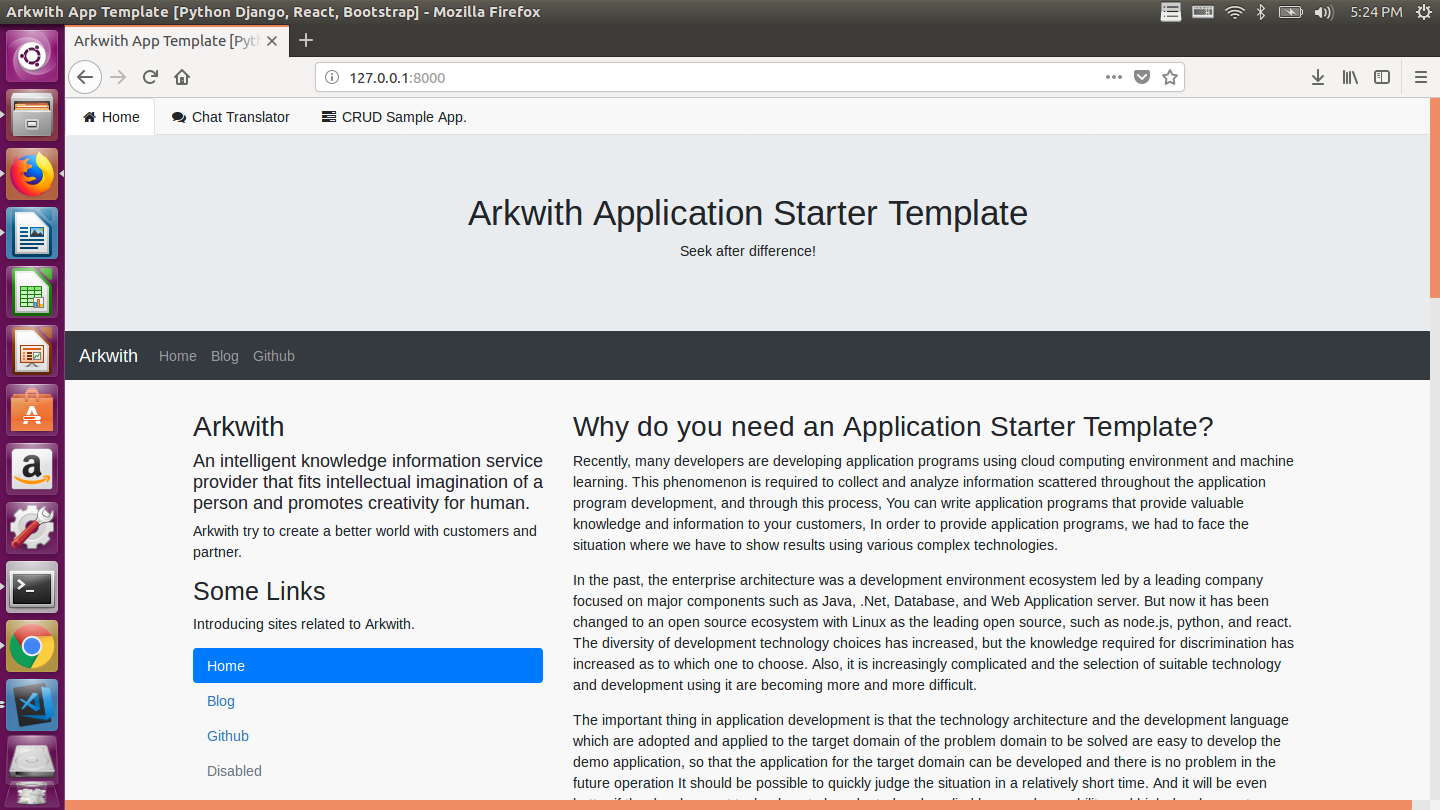 Arkwith App Template [Python Django, React, Bootstrap] - Mozilla Firefox
5:24 PM
Arkwith App Template [Pyth
127.0.0.1:8000
Home
Chat Translator
CRUD Sample App.
Arkwith Application Starter Template
Seek after difference!
Arkwith Home Blog Github
Arkwith
An intelligent knowledge information service
provider that fits intellectual imagination of a
person and promotes creativity for human.
Arkwith try to create a better world with customers and
partner.
Some Links
Introducing sites related to Arkwith.
Home
Blog
Github
Disabled
Why do you need an Application Starter Template?
Recently, many developers are developing application programs using cloud computing environment and machine
learning. This phenomenon is required to collect and analyze information scattered throughout the application
program development, and through this process, You can write application programs that provide valuable
knowledge and information to your customers, In order to provide application programs, we had to face the
situation where we have to show results using various complex technologies.
In the past, the enterprise architecture was a development environment ecosystem led by a leading company
focused on major components such as Java, .Net, Database, and Web Application server. But now it has been
changed to an open source ecosystem with Linux as the leading open source, such as node.js, python, and react.
The diversity of development technology choices has increased, but the knowledge required for discrimination has
increased as to which one to choose. Also, it is increasingly complicated and the selection of suitable technology
and development using it are becoming more and more difficult.
The important thing in application development is that the technology architecture and the development language
which are adopted and applied to the target domain of the problem domain to be solved are easy to develop the
demo application, so that the application for the target domain can be developed and there is no problem in the
future operation It should be possible to quickly judge the situation in a relatively short time. And it will be even